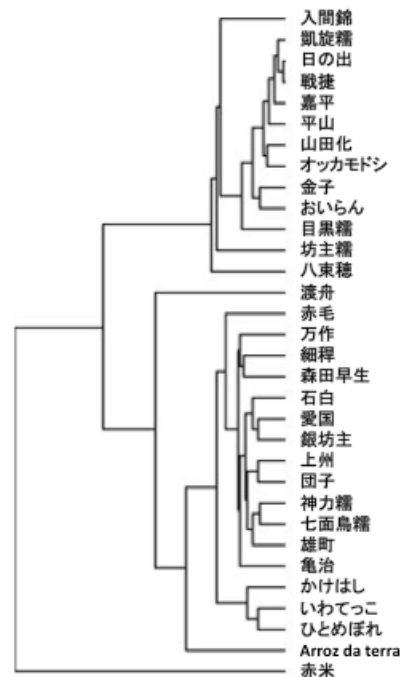 入間錦
凱旋糯
日の出
戦捷
嘉平
平山
山田化
オッカモドシ
金子
おいらん
目黒糯
坊主糯
八束穂
渡舟
赤毛
万作
細稈
森田早生
石白
愛国
銀坊主
上州
団子
神力糯
七面鳥糯
雄町
亀治
かけはし
いわてっこ
ひとめぼれ
Arroz da terra
赤米